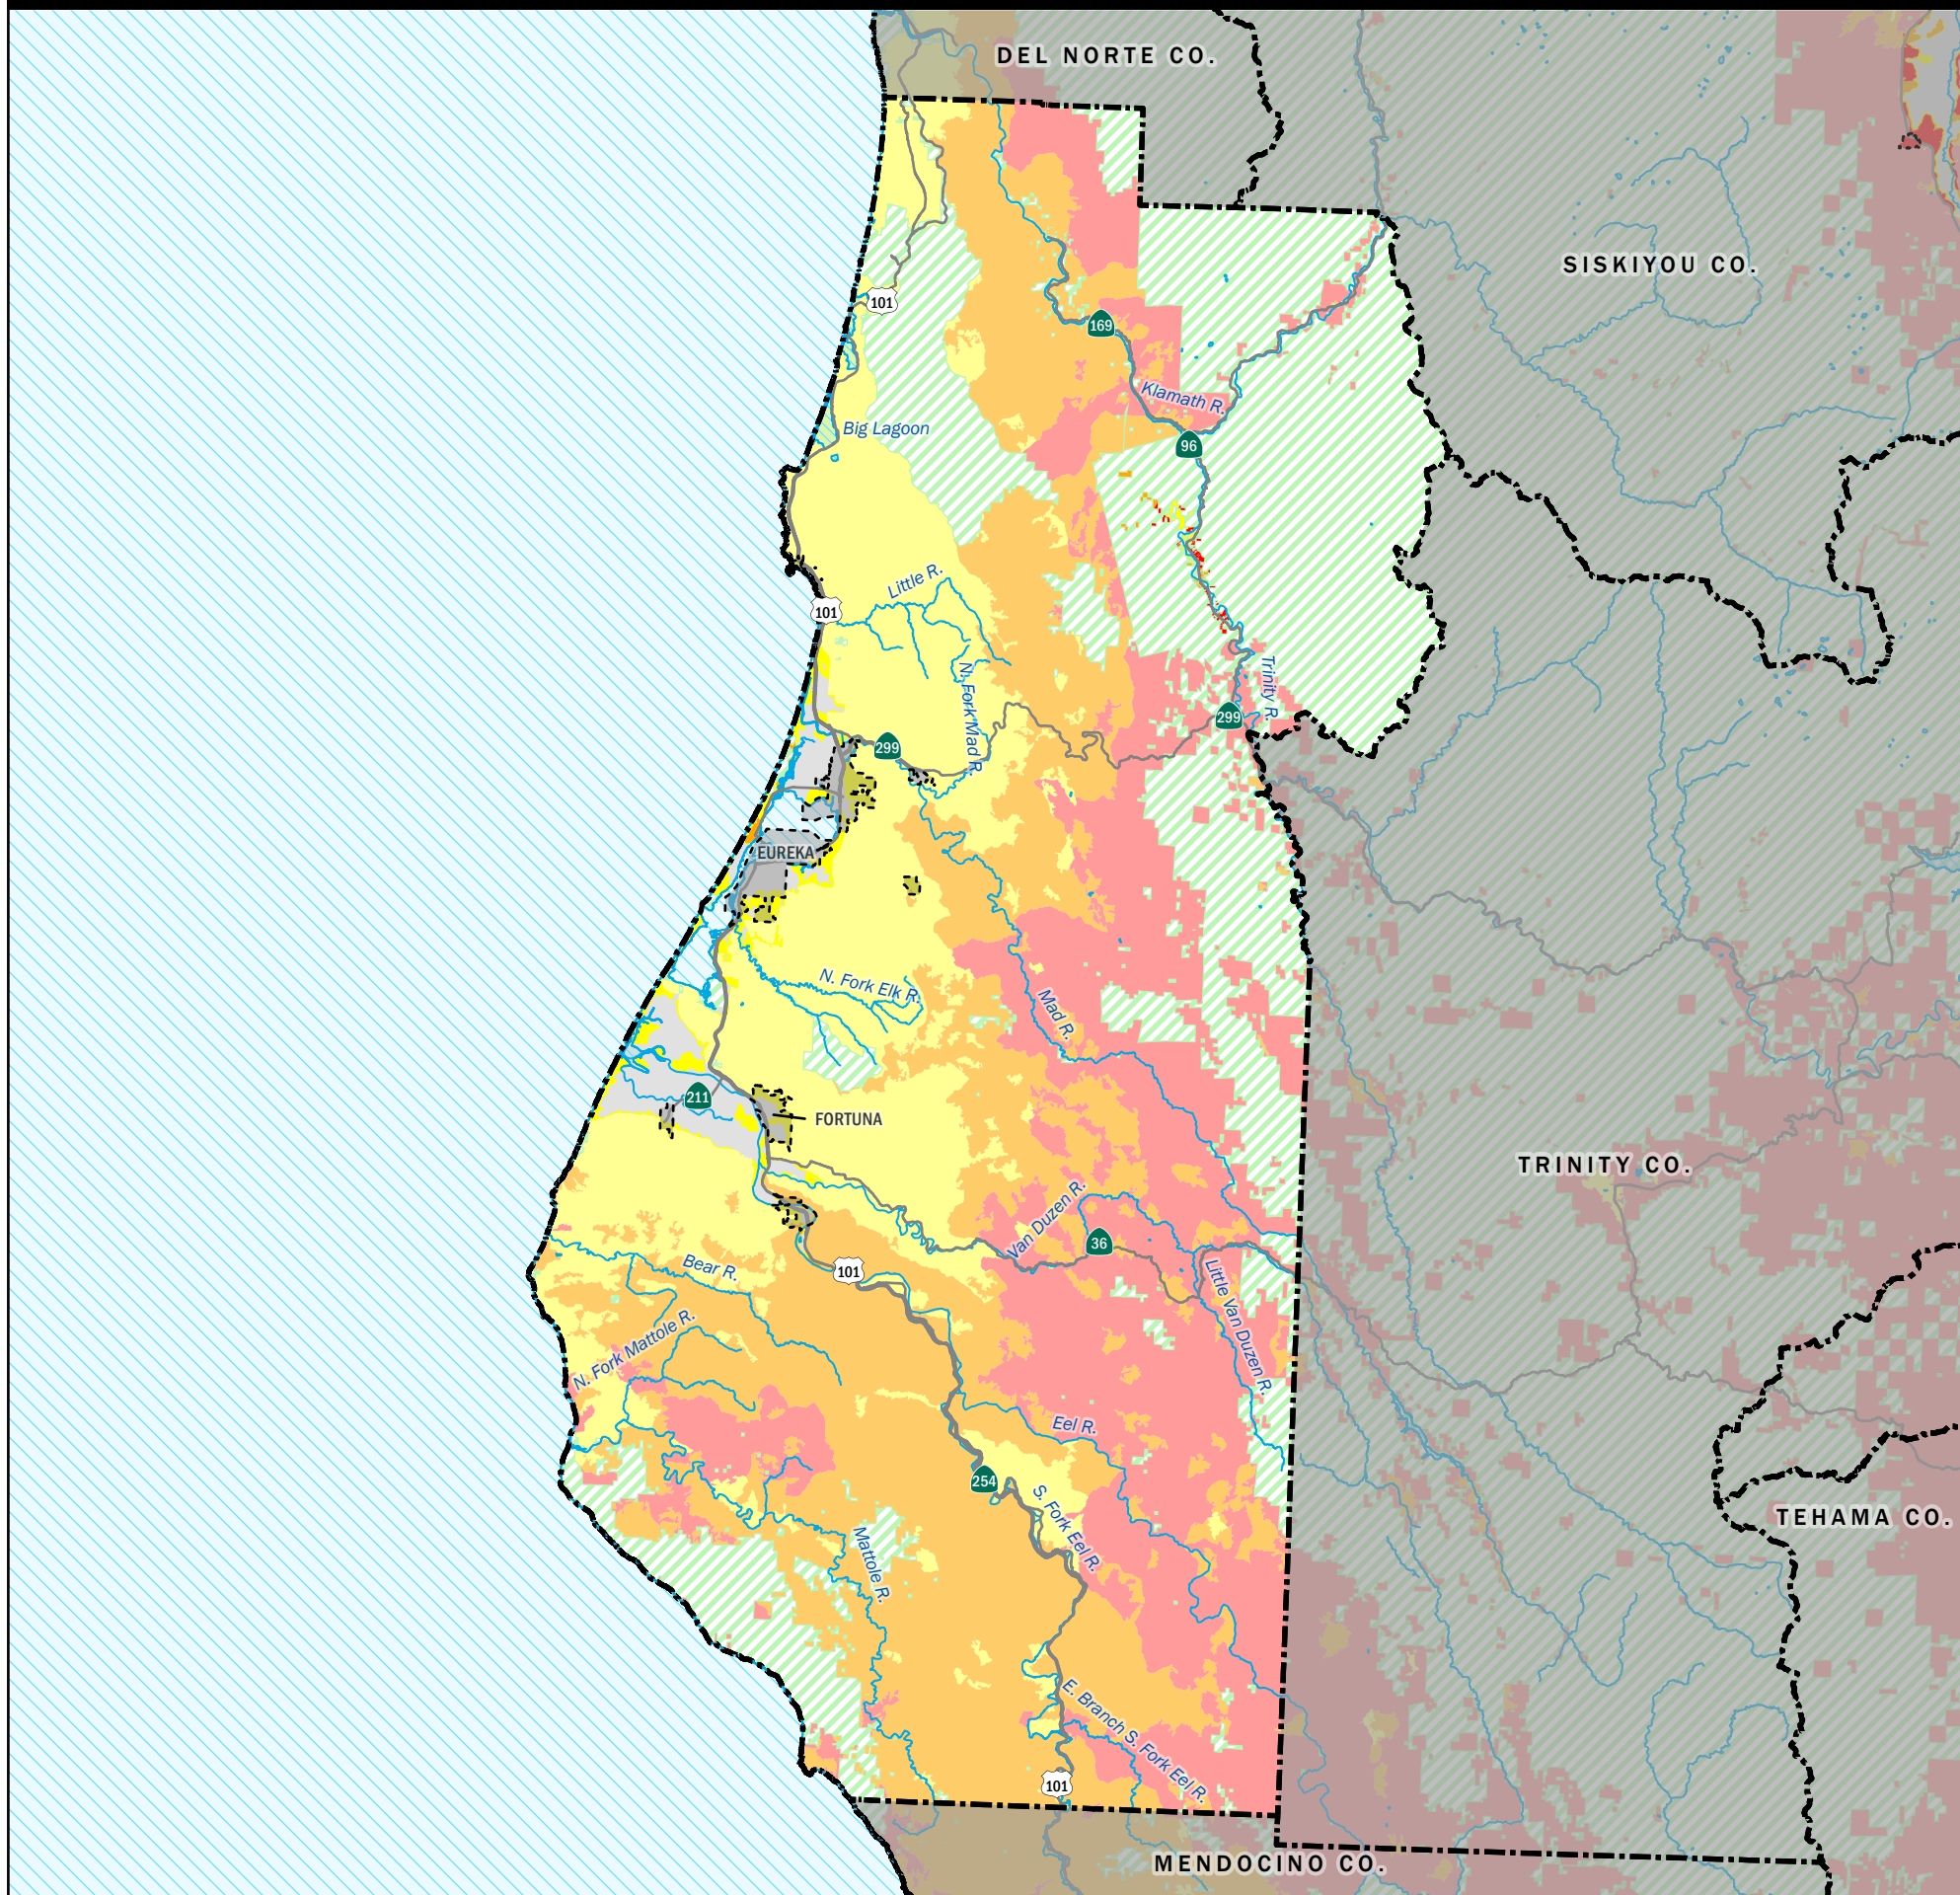 DEL NORTE CO.
SISKIYOU CO.
101
169
Klamath R.
Big Lagoon
96
Little R.
101
N. Fork Mad R.
Trinity R.
299
299
EUREKA
N. Fork Elk R.
Mad R.
211
FORTUNA
TRINITY CO.
Van Duzen R.
36
Bear R.
101
Little Van Duzen R.
N. Fork Mattole R.
Eel R.
254
S. Fork Eel R.
TEHAMA CO.
Mattole R.
E. Branch S. Fork Eel R.
101
MENDOCINO CO.